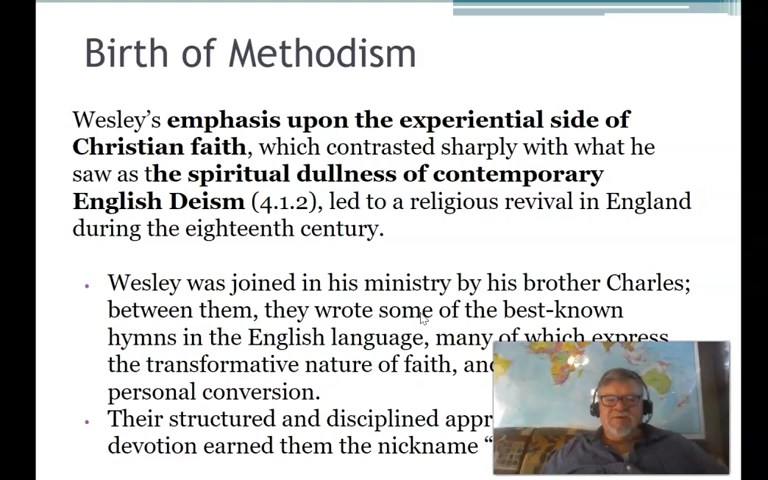 Birth of Methodism
Wesley's emphasis upon the experiential side of
Christian faith, which contrasted sharply with what he
saw as the spiritual dullness of contemporary
English Deism (4.1.2), led to a religious revival in England
during the eighteenth century.
• Wesley was joined in his ministry by his brother Charles;
between them, they wrote some of the best-known
hymns in the English language, many of which express
the transformative nature of faith, and
personal conversion.
• Their structured and disciplined
devotion earned them the nickname “